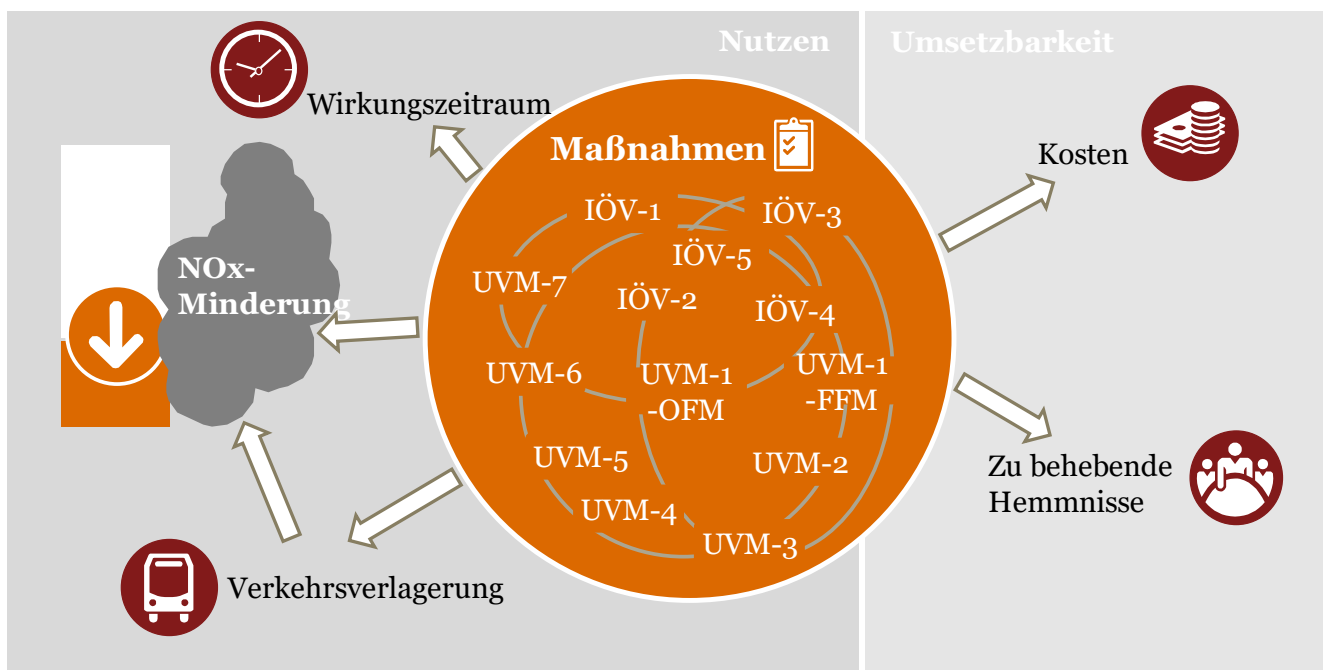 Nutzen
Umsetzbarkeit
Wirkungszeitraum
Maßnahmen
Kosten
IÖV-1
IÖV-3
IÖV-5
UVM-7
IÖV-2
IÖV-4
NOx-
Minderung
UVM-6
UVM-1
-OFM
UVM-1
-FFM
UVM-5
UVM-2
UVM-4
UVM-3
Zu behebende
Hemmnisse
Verkehrsverlagerung